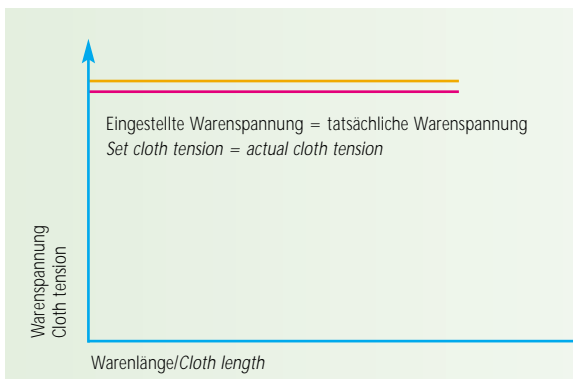 Eingestellte Warenspannung = tatsächliche Warenspannung
Set cloth tension = actual cloth tension
Warenspannung
Cloth tension
Warenlänge/Cloth length